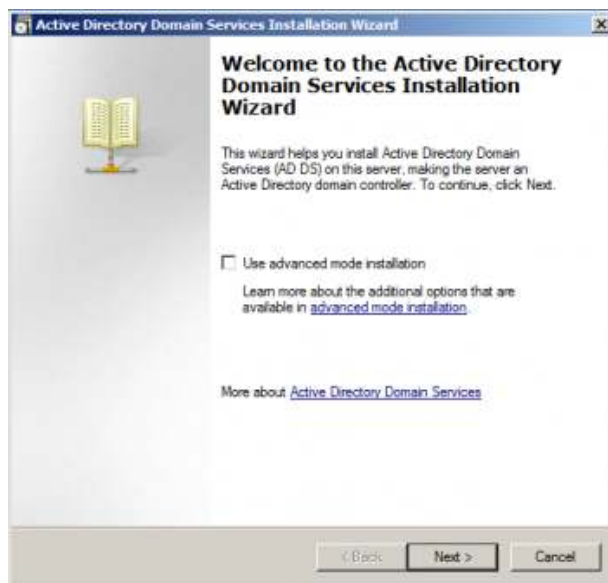 Active Directory Domain Services Installation Wizard
Welcome to the Active Directory
Domain Services Installation
Wizard
This wizard helps you install Active Directory Domain
Services (AD DS) on this server, making the server an
Active Directory domain controller. To continue, click Next.
Use advanced mode installation
Learn more about the additional options that are
available in advanced mode installation.
More about Active Directory Domain Services
< Back Next > Cancel